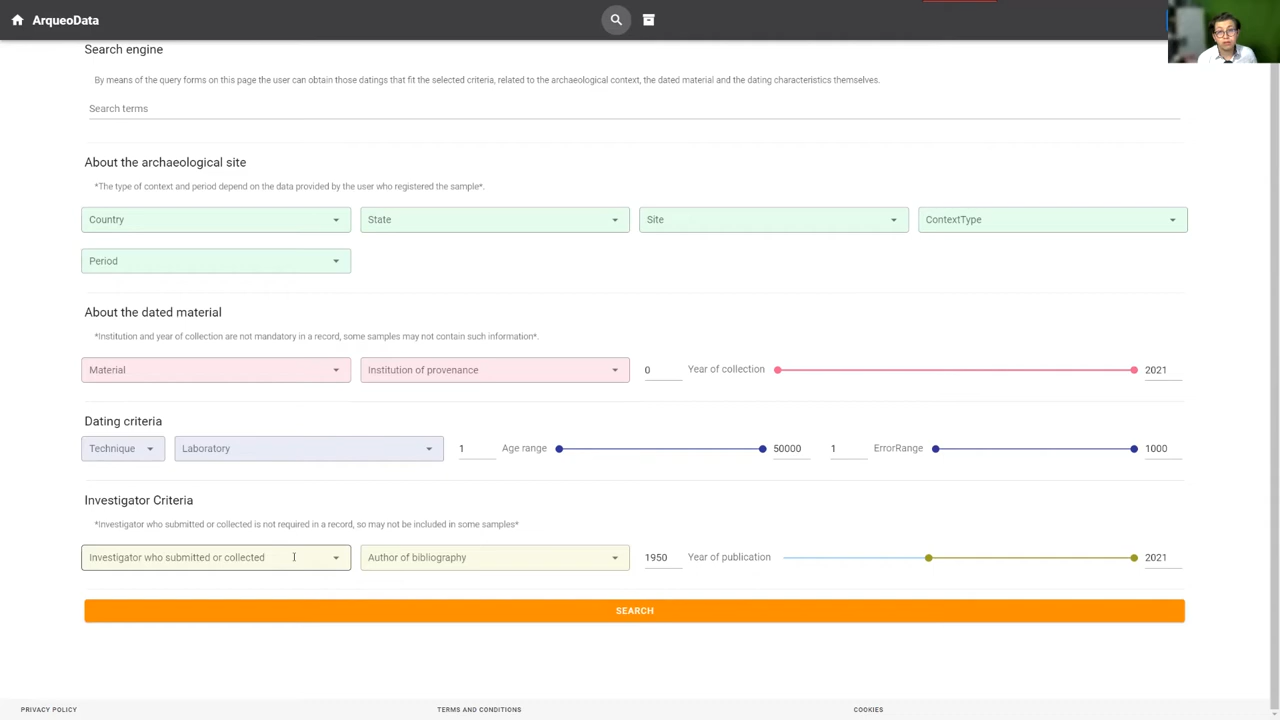 ArqueoData
Search engine
By means of the query forms on this page the user can obtain those datings that fit the selected criteria, related to the archaeological context, the dated material and the dating characteristics themselves.
Search terms
About the archaeological site
*The type of context and period depend on the data provided by the user who registered the sample*.
Country State Site ContextType
Period
About the dated material
*Institution and year of collection are not mandatory in a record, some samples may not contain such information*.
Material Institution of provenance 0 Year of collection 2021
Dating criteria
Technique Laboratory 1 Age range 50000 1 ErrorRange 1000
Investigator Criteria
*Investigator who submitted or collected is not required in a record, so may not be included in some samples*
Investigator who submitted or collected Author of bibliography 1950 Year of publication 2021
SEARCH
PRIVACY POLICY TERMS AND CONDITIONS COOKIES